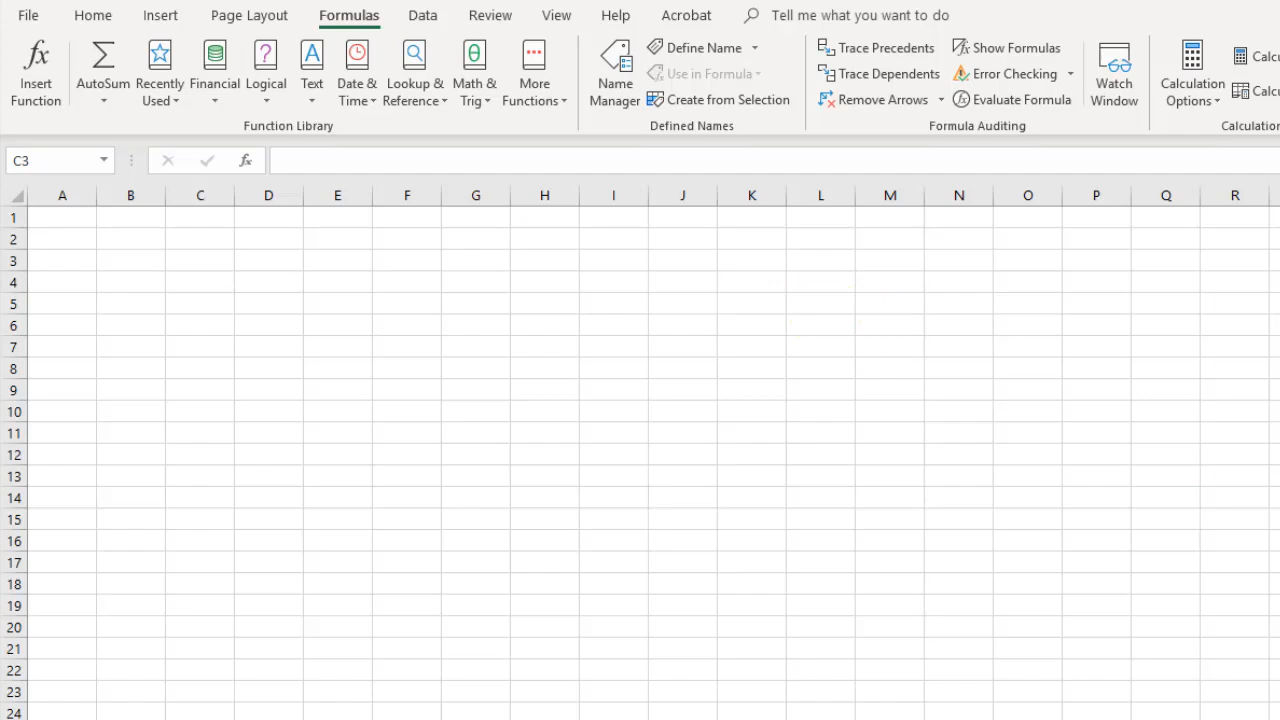 File Home Insert Page Layout Formulas Data Review View Help Acrobat Tell me what you want to do
fx Insert Function
AutoSum
Recently Used
Financial
Logical
Text
Date & Time
Lookup & Reference
Math & Trig
More Functions
Function Library
Name Manager
Define Name
Use in Formula
Create from Selection
Defined Names
Trace Precedents
Trace Dependents
Remove Arrows
Show Formulas
Error Checking
Evaluate Formula
Formula Auditing
Watch Window
Calculation Options
Calcu
Calcu
Calculation
C3 fx
A B C D E F G H I J K L M N O P Q R
1
2
3
4
5
6
7
8
9
10
11
12
13
14
15
16
17
18
19
20
21
22
23
24